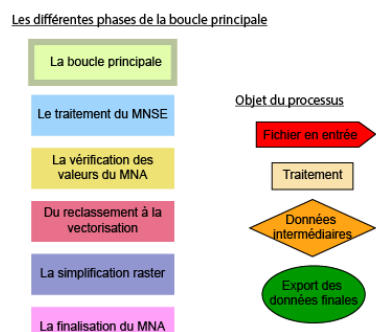 Les différentes phases de la boucle principale
La boucle principale
Le traitement du MNSE
La vérification des
valeurs du MNA
Du reclassement à la
vectorisation
La simplification raster
La finalisation du MNA
Objet du processus
Fichier en entrée
Traitement
Données
intermédiaires
Export des
données finales